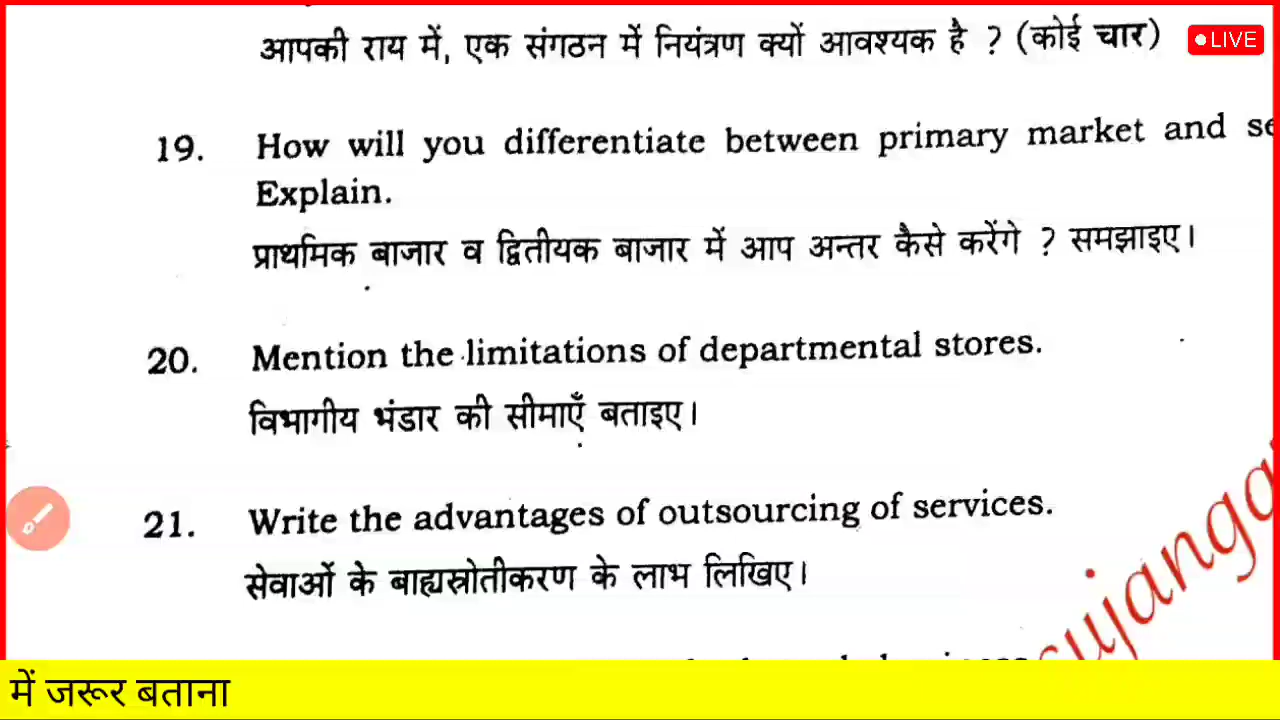 आपकी राय में, एक संगठन में नियंत्रण क्यों आवश्यक है ? (कोई चार)
LIVE
19. How will you differentiate between primary market and se
Explain.
प्राथमिक बाजार व द्वितीयक बाजार में आप अन्तर कैसे करेंगे ? समझाइए।
20. Mention the limitations of departmental stores.
विभागीय भंडार की सीमाएँ बताइए।
21. Write the advantages of outsourcing of services.
सेवाओं के बाह्यस्रोतीकरण के लाभ लिखिए।
sujanga
में जरूर बताना